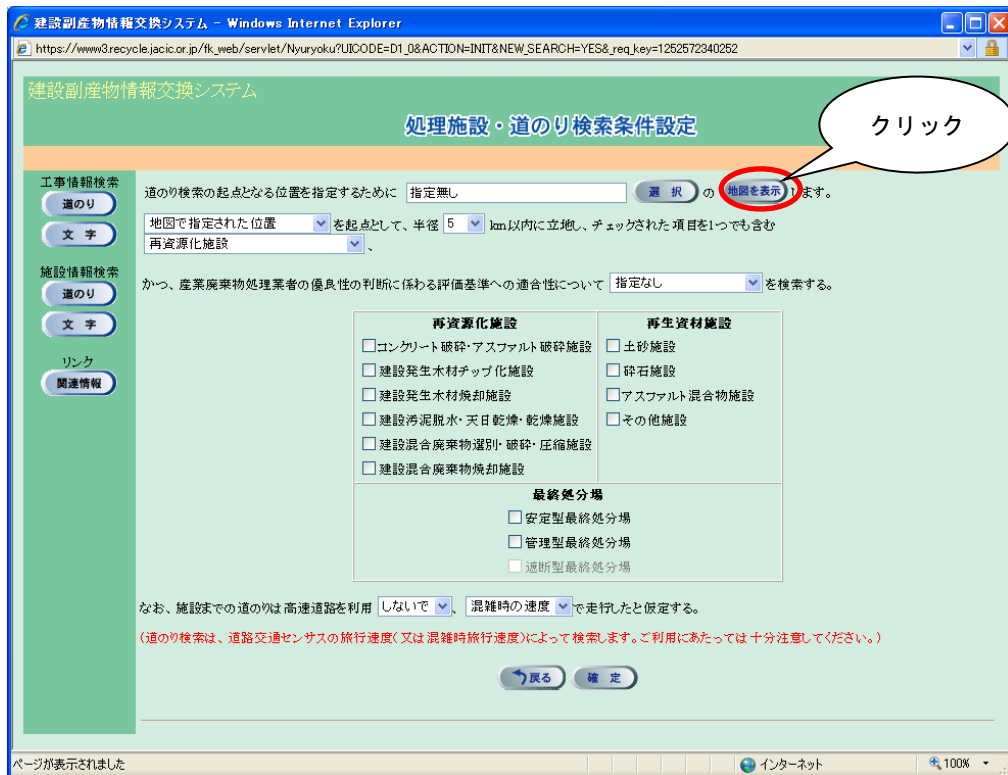 建設副産物情報交換システム - Windows Internet Explorer
https://www3.recycle.jacic.or.jp/fk_web/servlet/Nyuryoku?UICODE=D1_0&ACTION=INIT&NEW_SEARCH=YES&_req_key=1252572340252
建設副産物情報交換システム
処理施設・道のり検索条件設定
クリック
工事情報検索
道のり
文 字
施設情報検索
道のり
文 字
リンク
関連情報
道のり検索の起点となる位置を指定するために 指定無し 選 択 の 地図を表示 します。
地図で指定された位置 を起点として、半径 5 km以内に立地し、チェックされた項目を1つでも含む
再資源化施設 、
かつ、産業廃棄物処理業者の優良性の判断に係わる評価基準への適合性について 指定なし を検索する。
再資源化施設 再生資材施設
コンクリート破砕・アスファルト破砕施設 土砂施設
建設発生木材チップ化施設 砕石施設
建設発生木材焼却施設 アスファルト混合物施設
建設汚泥脱水・天日乾燥・乾燥施設 その他施設
建設混合廃棄物選別・破砕・圧縮施設
建設混合廃棄物焼却施設
最終処分場
安定型最終処分場
管理型最終処分場
遮断型最終処分場
なお、施設までの道のりは高速道路を利用 しないで 、 混雑時の速度 で走行したと仮定する。
(道のり検索は、道路交通センサスの旅行速度(又は混雑時旅行速度)によって検索します。ご利用にあたっては十分注意してください。)
戻る 確 定
ページが表示されました インターネット 100%